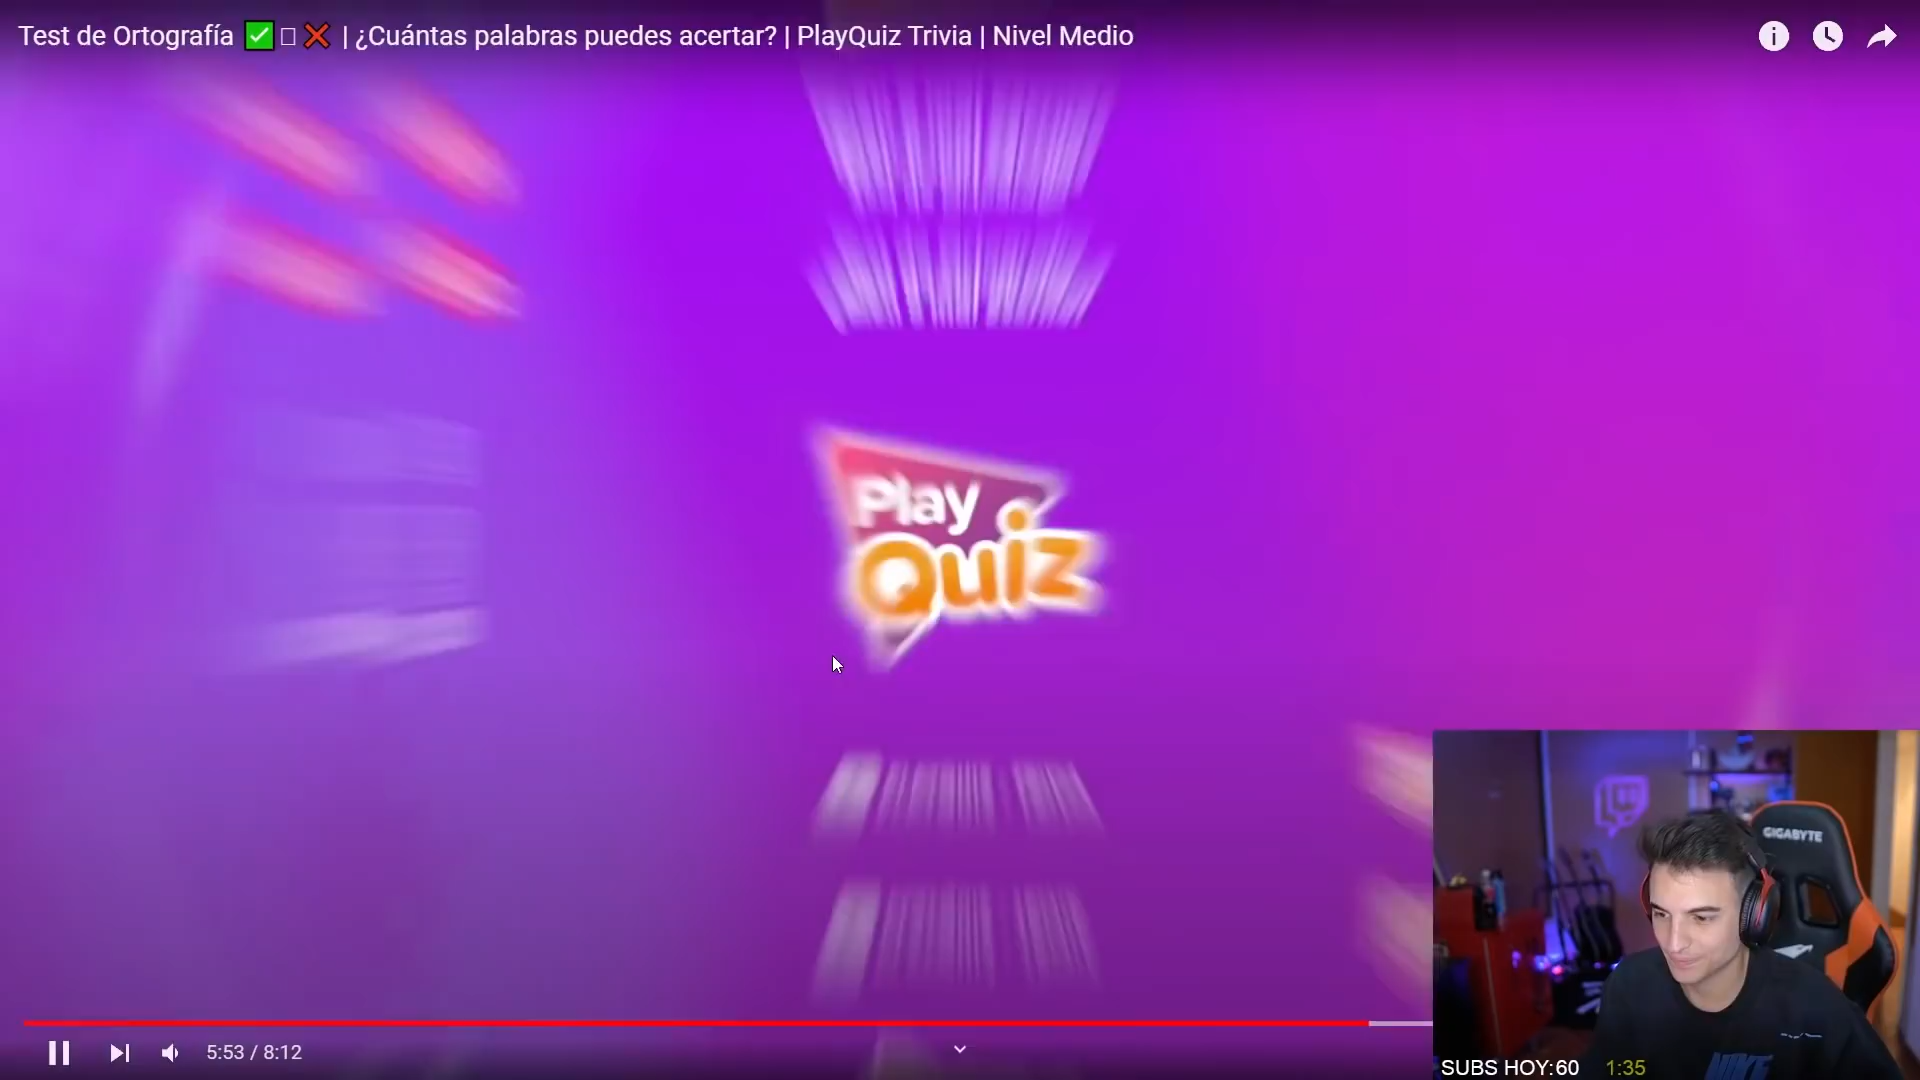 Test de Ortografía ✅ ❌ | ¿Cuántas palabras puedes acertar? | PlayQuiz Trivia | Nivel Medio
Play
Quiz
GIGABYTE
NIKE
5:53 / 8:12
SUBS HOY:60 1:35